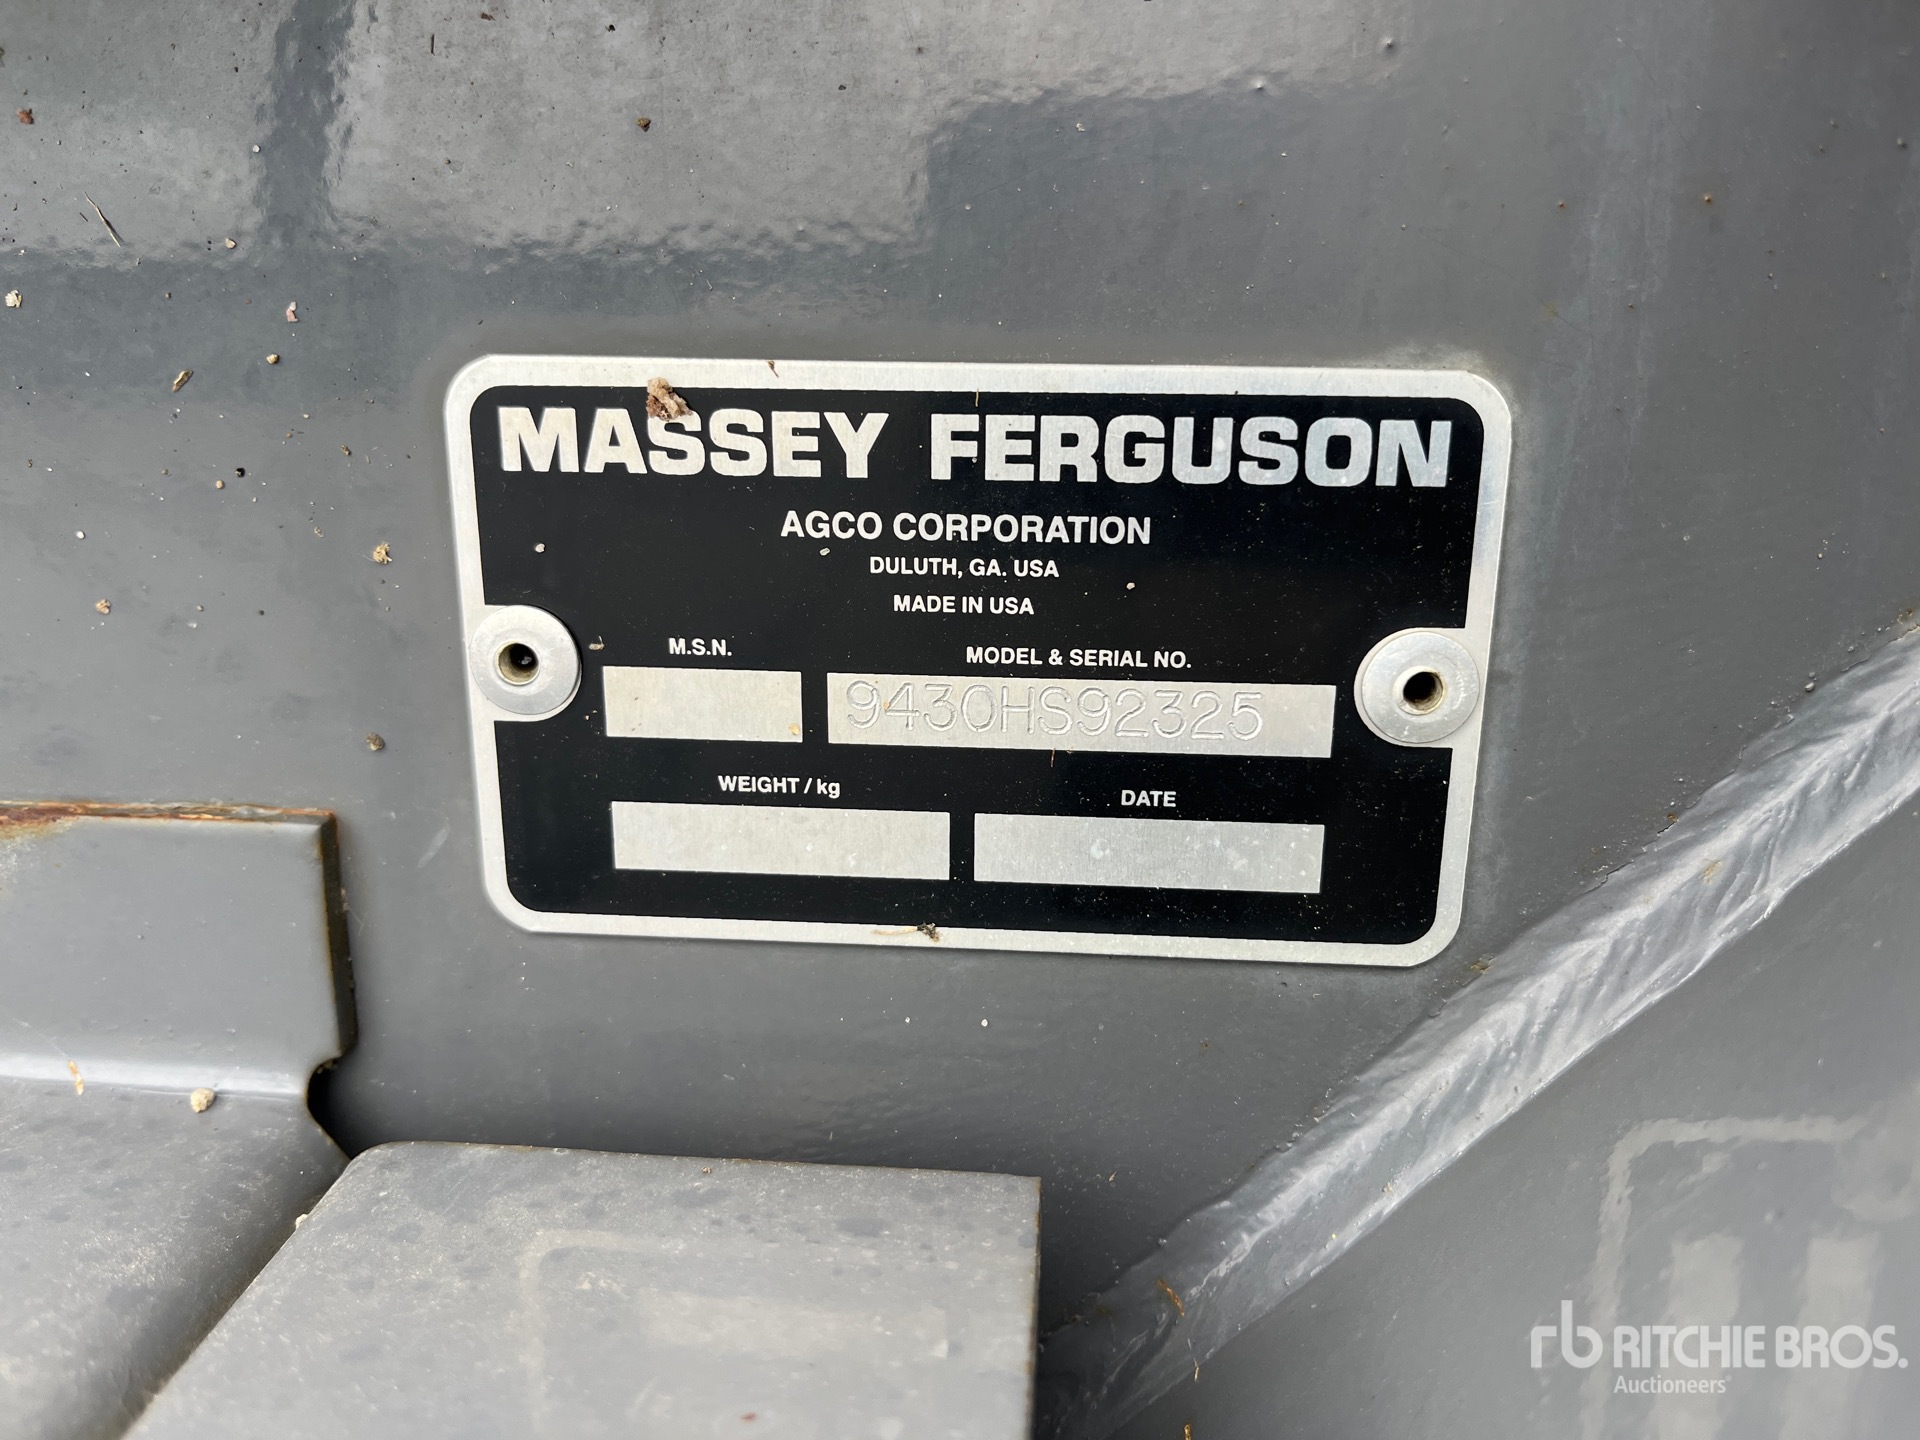 MASSEY FERGUSON
AGCO CORPORATION
DULUTH, GA. USA
MADE IN USA
M.S.N.
MODEL & SERIAL NO.
9430HS92325
WEIGHT / kg
DATE
rb RITCHIE BROS.
Auctioneers